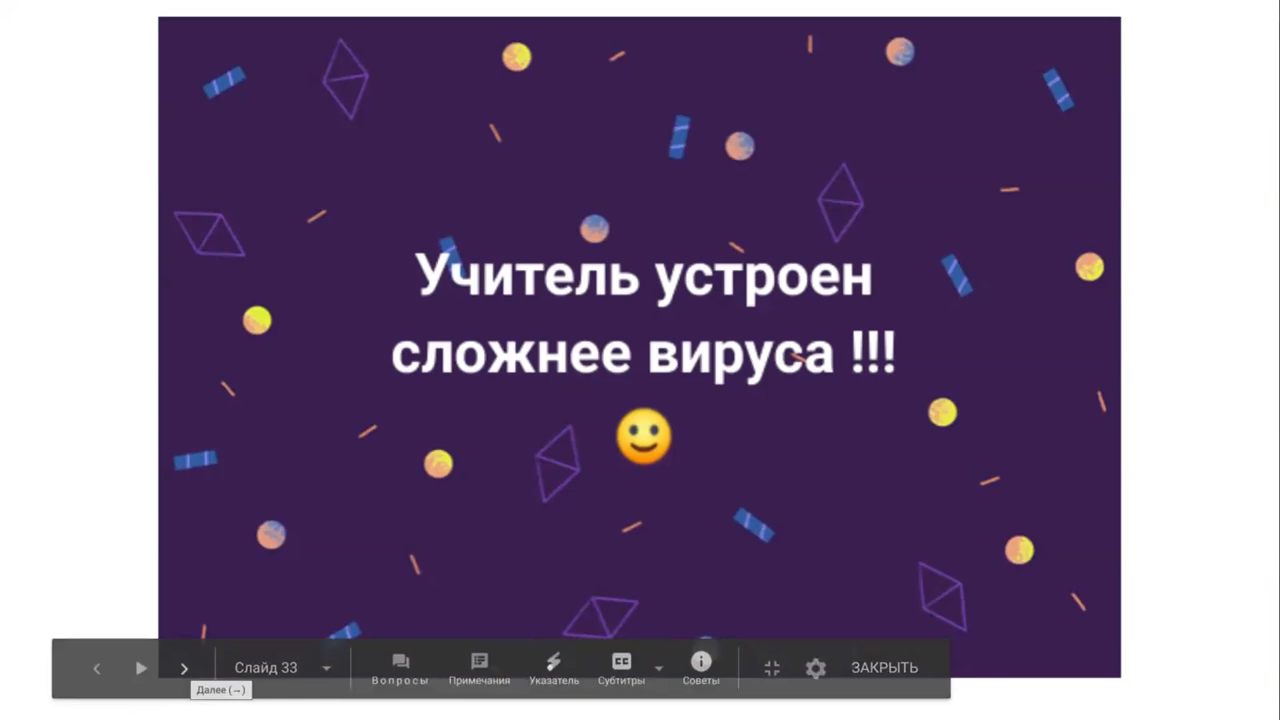 Учитель устроен
сложнее вируса !!!
Слайд 33
Вопросы
Примечания
Указатель
Субтитры
Советы
ЗАКРЫТЬ
Далее (→)